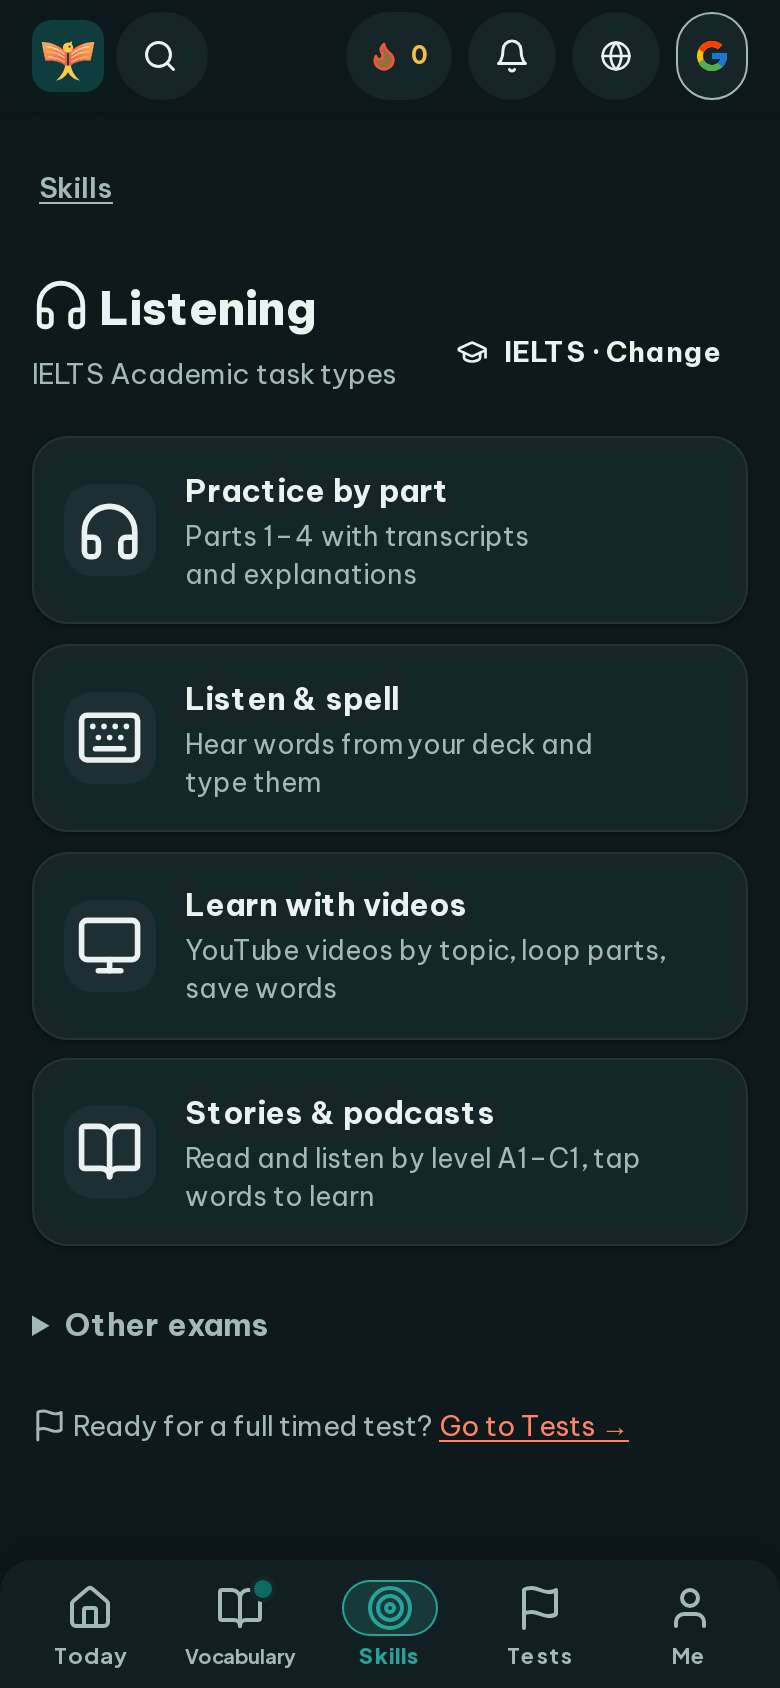 0
Skills
Listening
IELTS Academic task types
IELTS · Change
Practice by part
Parts 1–4 with transcripts
and explanations
Listen & spell
Hear words from your deck and
type them
Learn with videos
YouTube videos by topic, loop parts,
save words
Stories & podcasts
Read and listen by level A1–C1, tap
words to learn
Other exams
Ready for a full timed test? Go to Tests →
Today
Vocabulary
Skills
Tests
Me